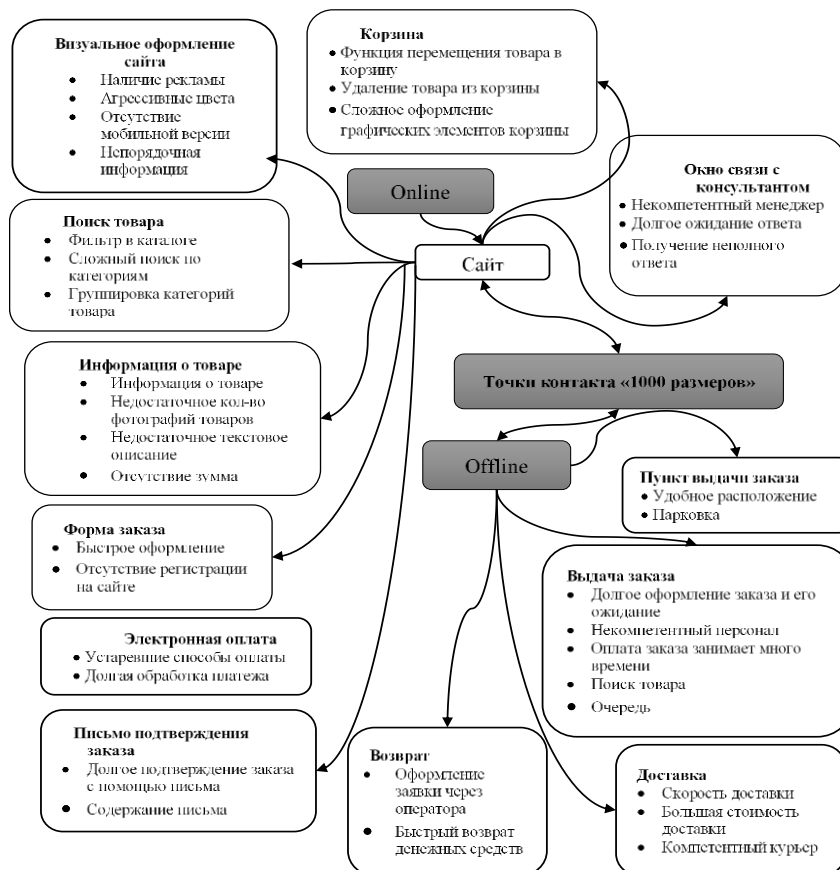 Визуальное оформление
сайта
• Наличие рекламы
• Агрессивные цвета
• Отсутствие
мобильной версии
• Непорядочная
информация
Корзина
• Функция перемещения товара в
корзину
• Удаление товара из корзины
• Сложное оформление
графических элементов корзины
Online
Окно связи с
консультантом
• Некомпетентный менеджер
• Долгое ожидание ответа
• Получение неполного
ответа
Поиск товара
• Фильтр в каталоге
• Сложный поиск по
категориям
• Группировка категорий
товара
Сайт
Информация о товаре
• Информация о товаре
• Недостаточное кол-во
фотографий товаров
• Недостаточное текстовое
описание
• Отсутствие зумма
Точки контакта «1000 размеров»
Offline
Пункт выдачи заказа
• Удобное расположение
• Парковка
Форма заказа
• Быстрое оформление
• Отсутствие регистрации
на сайте
Выдача заказа
• Долгое оформление заказа и его
ожидание
• Некомпетентный персонал
• Оплата заказа занимает много
времени
• Поиск товара
• Очередь
Электронная оплата
• Устаревшие способы оплаты
• Долгая обработка платежа
Письмо подтверждения
заказа
• Долгое подтверждение заказа
с помощью письма
• Содержание письма
Возврат
• Оформление
заявки через
оператора
• Быстрый возврат
денежных средств
Доставка
• Скорость доставки
• Большая стоимость
доставки
• Компетентный курьер